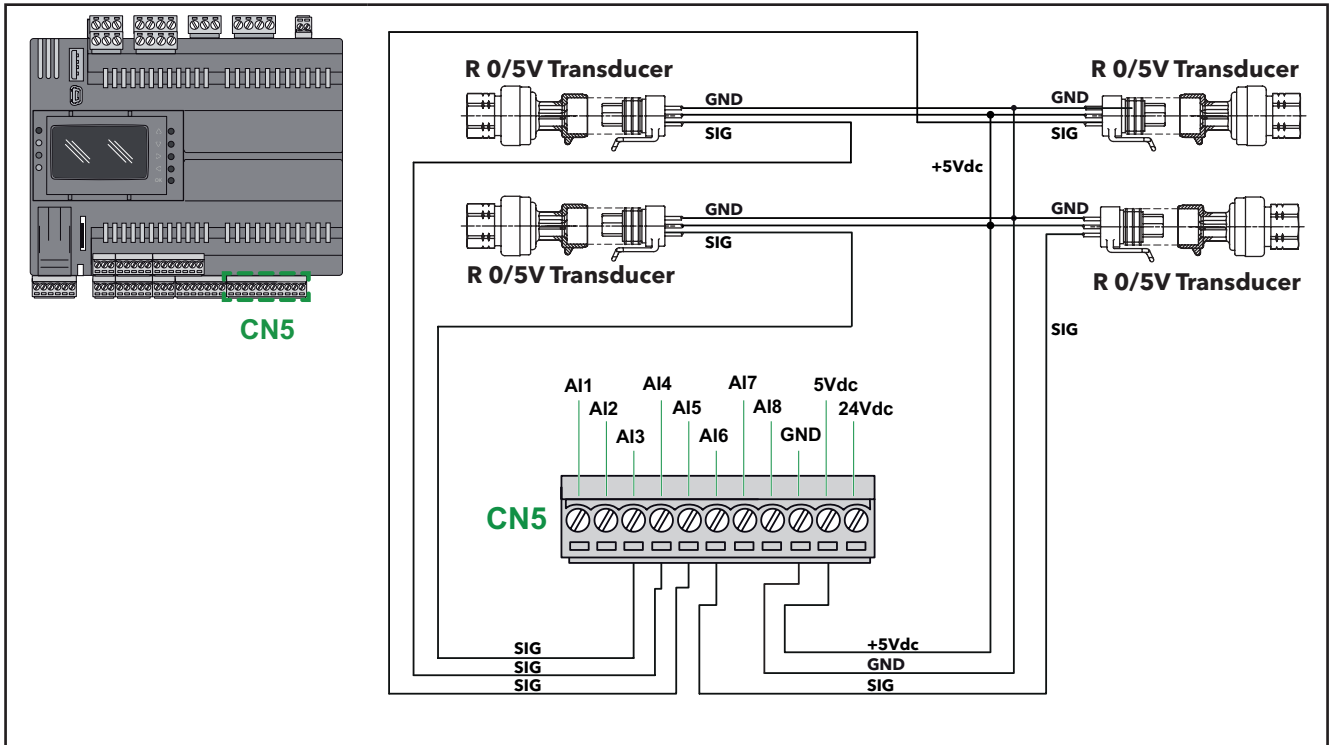 R 0/5V Transducer
R 0/5V Transducer
GND
GND
SIG
SIG
+5Vdc
GND
GND
SIG
R 0/5V Transducer
R 0/5V Transducer
CN5
SIG
AI1
AI4
AI7
5Vdc
AI2
AI5
AI8
24Vdc
AI3
AI6
GND
CN5
SIG
+5Vdc
SIG
GND
SIG
SIG